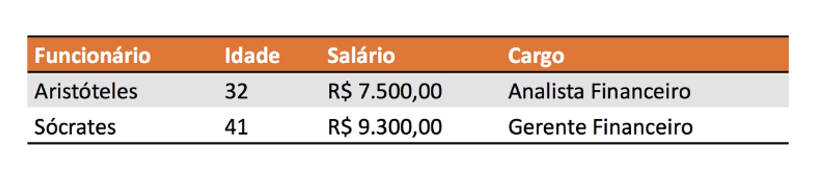 Funcionário Idade Salário Cargo
Aristóteles 32 R$ 7.500,00 Analista Financeiro
Sócrates 41 R$ 9.300,00 Gerente Financeiro